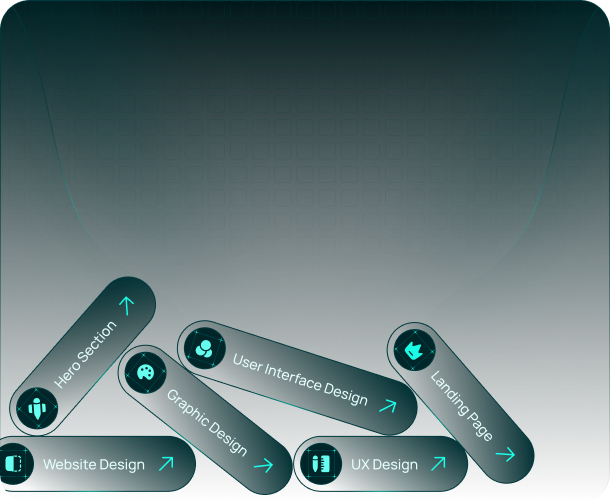 Hero Section
User Interface Design
Landing Page
Graphic Design
Website Design
UX Design